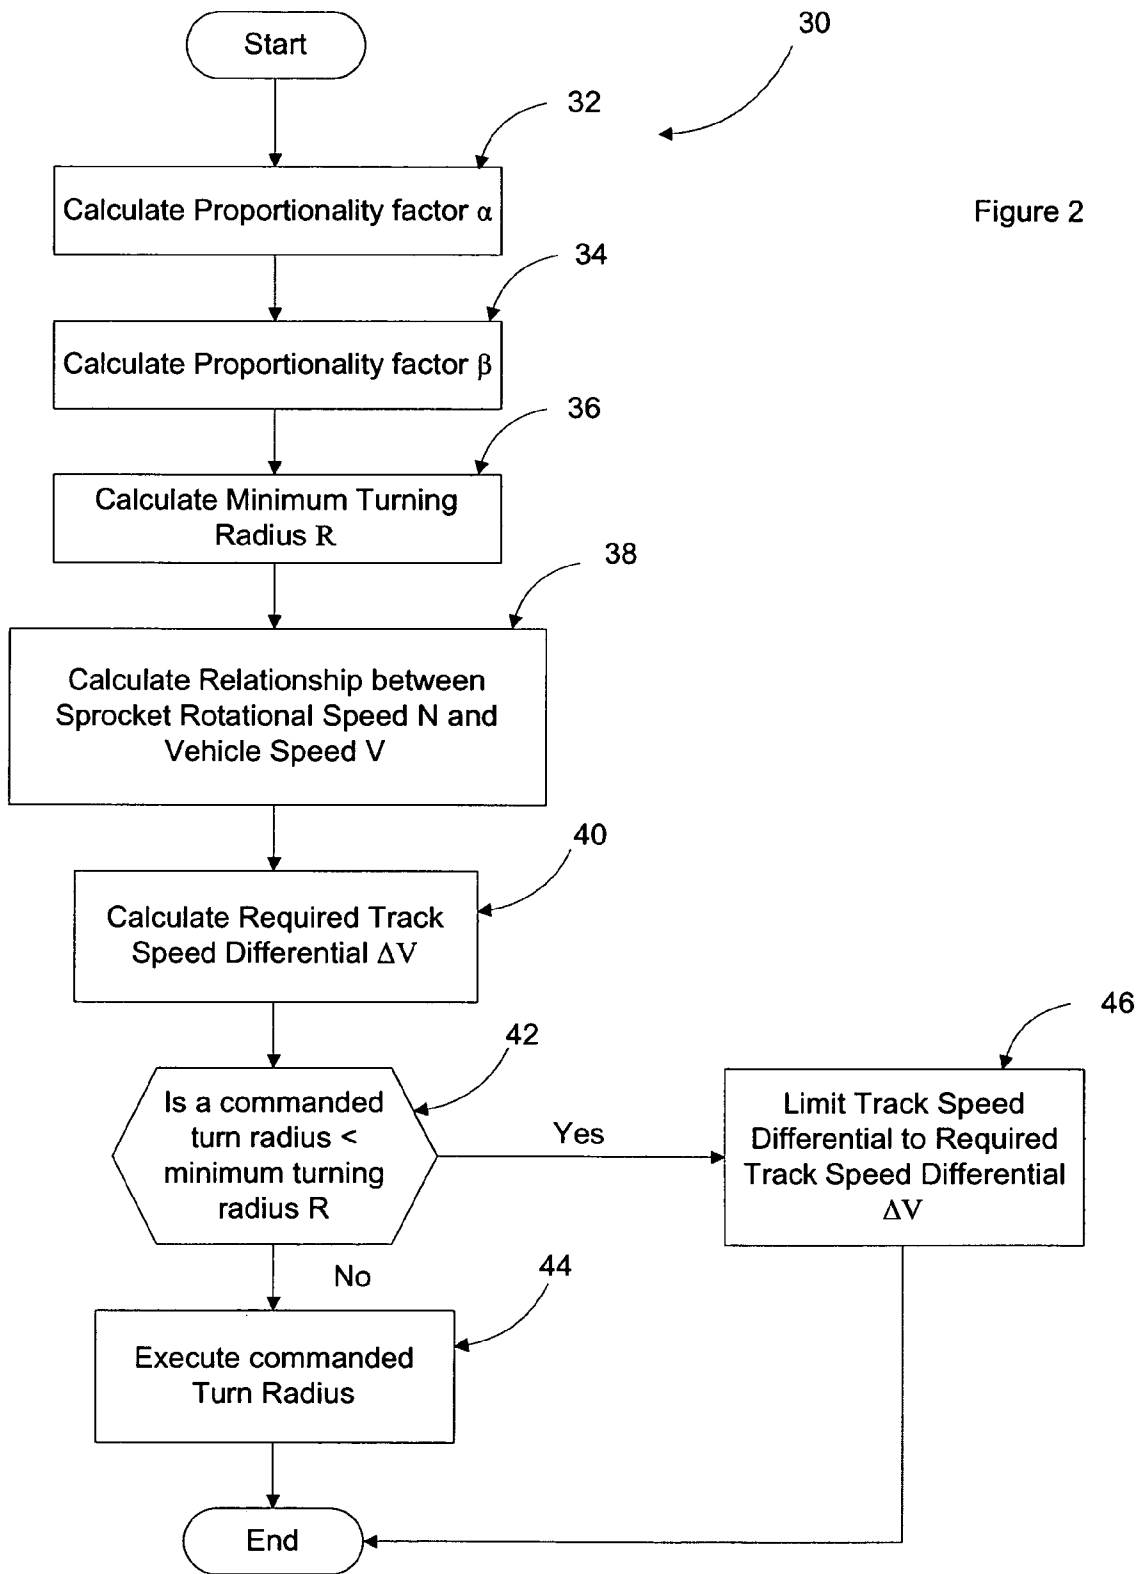 Start
30
32
Calculate Proportionality factor α
Figure 2
34
Calculate Proportionality factor β
36
Calculate Minimum Turning
Radius R
38
Calculate Relationship between
Sprocket Rotational Speed N and
Vehicle Speed V
40
Calculate Required Track
Speed Differential ΔV
42
Is a commanded
turn radius <
minimum turning
radius R
Yes
46
Limit Track Speed
Differential to Required
Track Speed Differential
ΔV
No
44
Execute commanded
Turn Radius
End